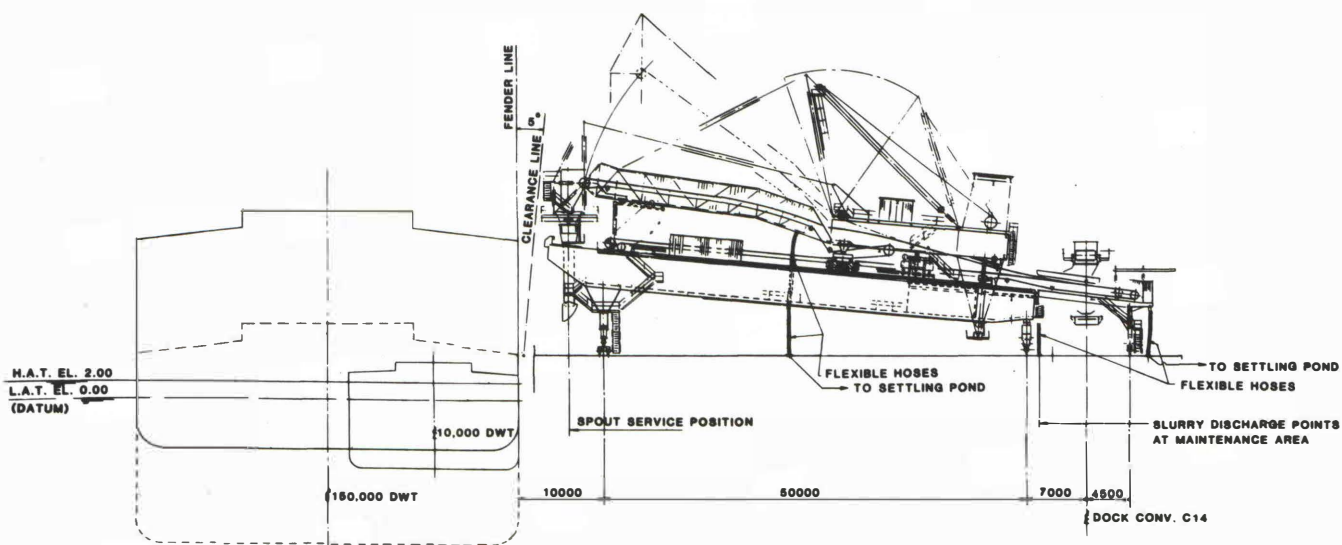 FENDER LINE
5°
CLEARANCE LINE
H.A.T. EL. 2.00
L.A.T. EL. 0.00
(DATUM)
10,000 DWT
150,000 DWT
SPOUT SERVICE POSITION
FLEXIBLE HOSES
TO SETTLING POND
TO SETTLING POND
FLEXIBLE HOSES
SLURRY DISCHARGE POINTS
AT MAINTENANCE AREA
10000
50000
7000
4500
DOCK CONV. C14